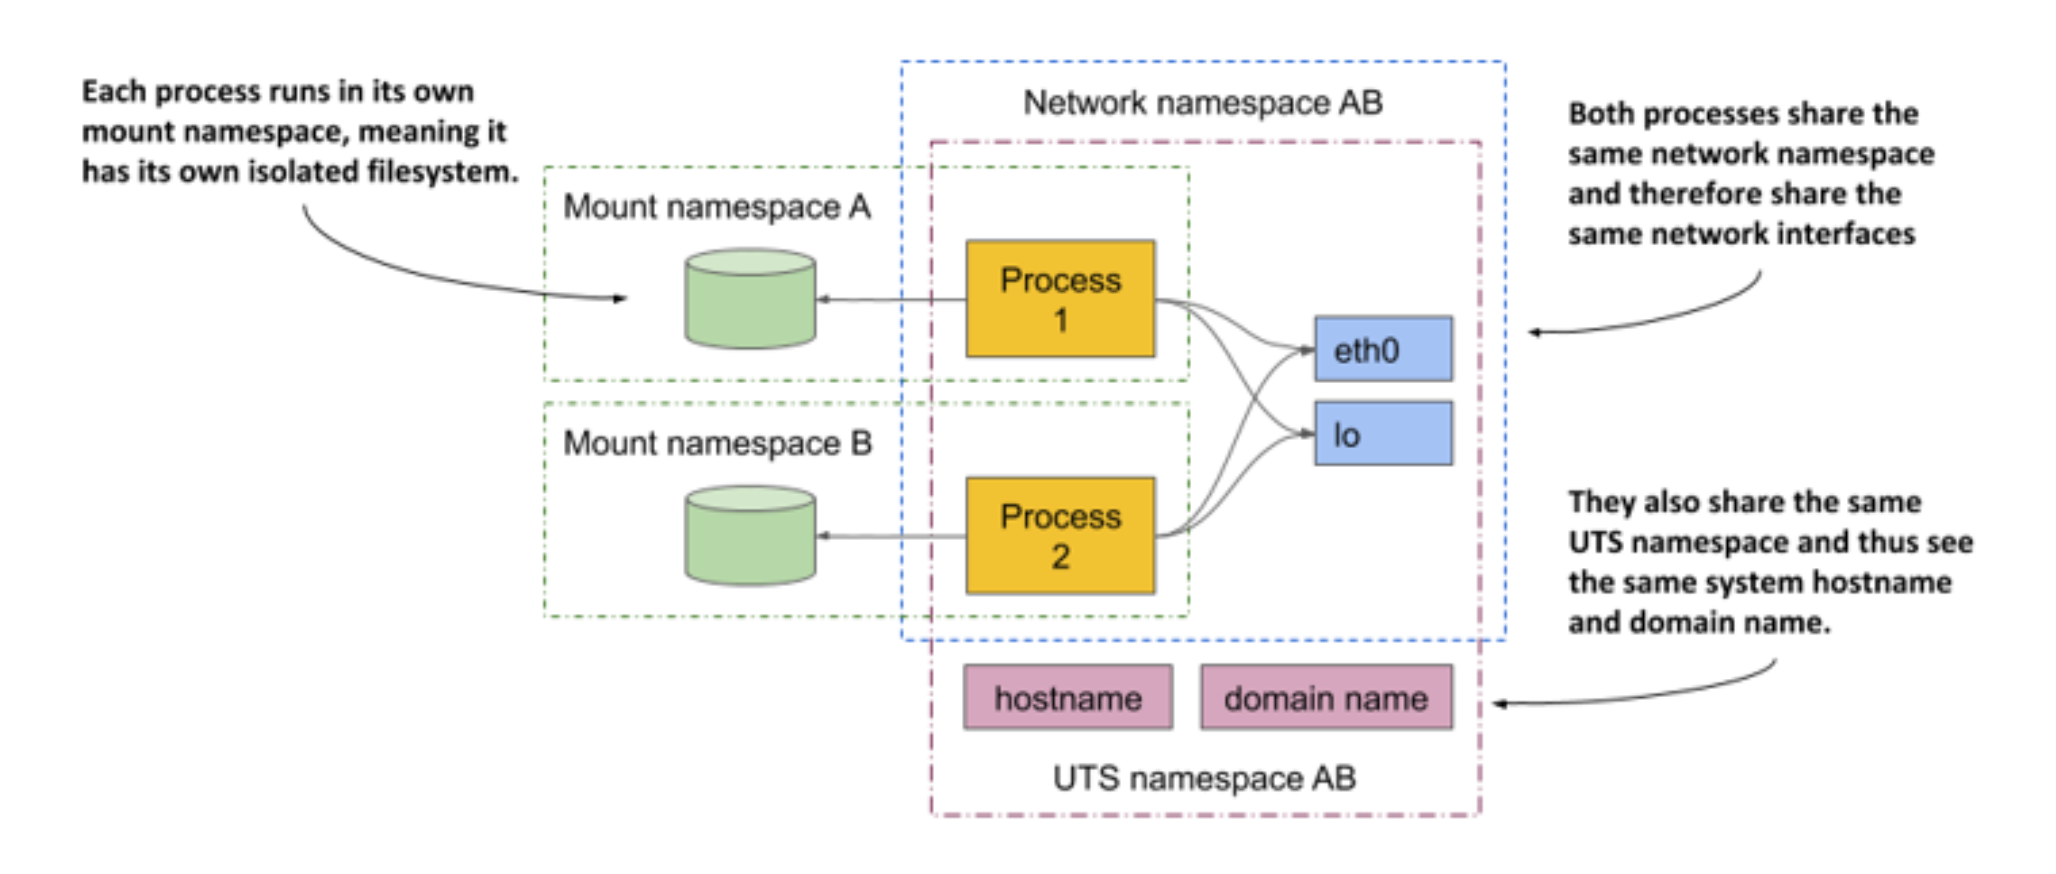 Each process runs in its own
mount namespace, meaning it
has its own isolated filesystem.
Network namespace AB
Both processes share the
same network namespace
and therefore share the
same network interfaces
Mount namespace A
Process
1
eth0
lo
Mount namespace B
Process
2
They also share the same
UTS namespace and thus see
the same system hostname
and domain name.
hostname
domain name
UTS namespace AB